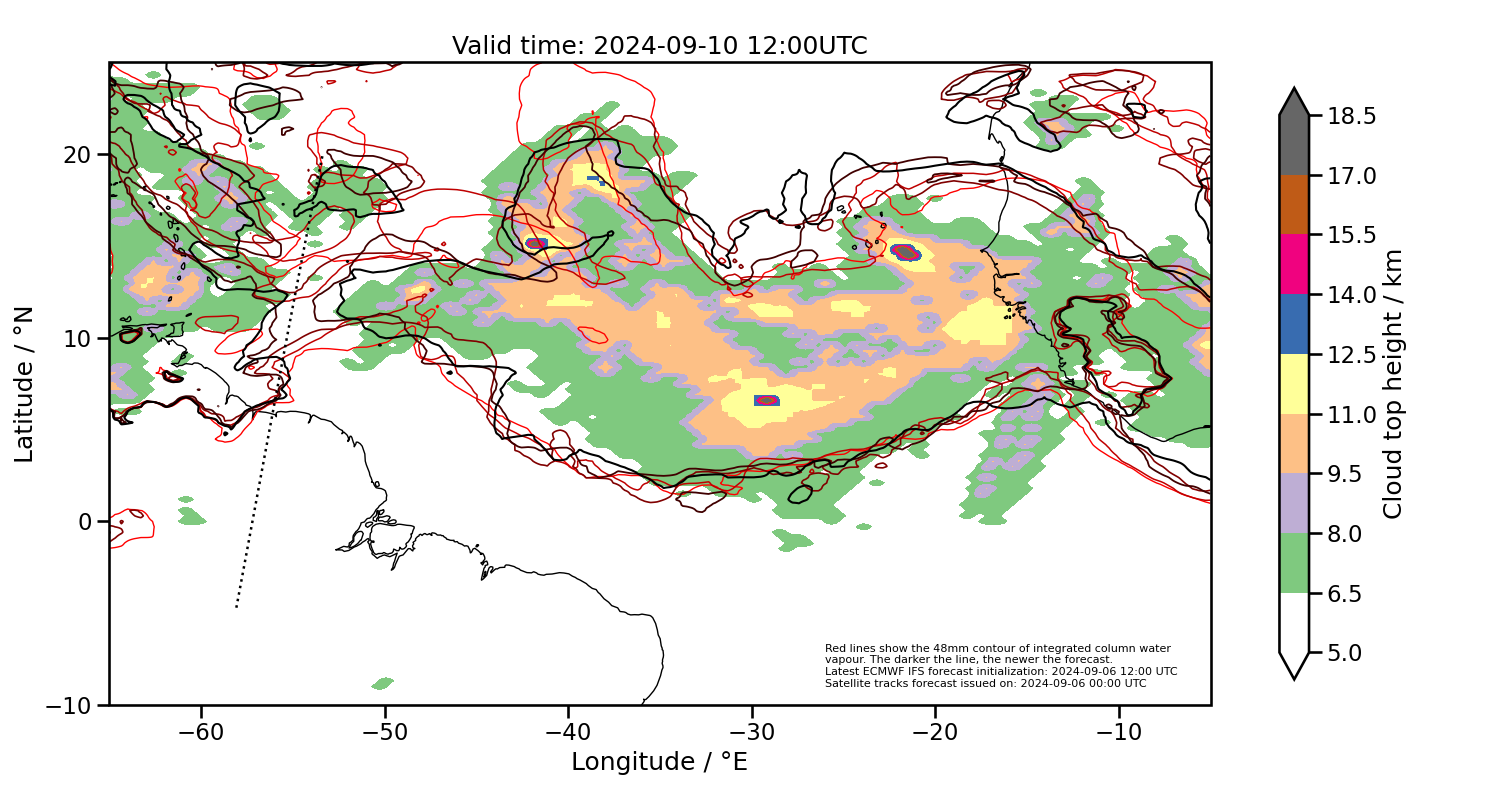 Valid time: 2024-09-10 12:00UTC
20
10
0
−10
Latitude / °N
−60
−50
−40
−30
−20
−10
Longitude / °E
Red lines show the 48mm contour of integrated column water
vapour. The darker the line, the newer the forecast.
Latest ECMWF IFS forecast initialization: 2024-09-06 12:00 UTC
Satellite tracks forecast issued on: 2024-09-06 00:00 UTC
18.5
17.0
15.5
14.0
12.5
11.0
9.5
8.0
6.5
5.0
Cloud top height / km